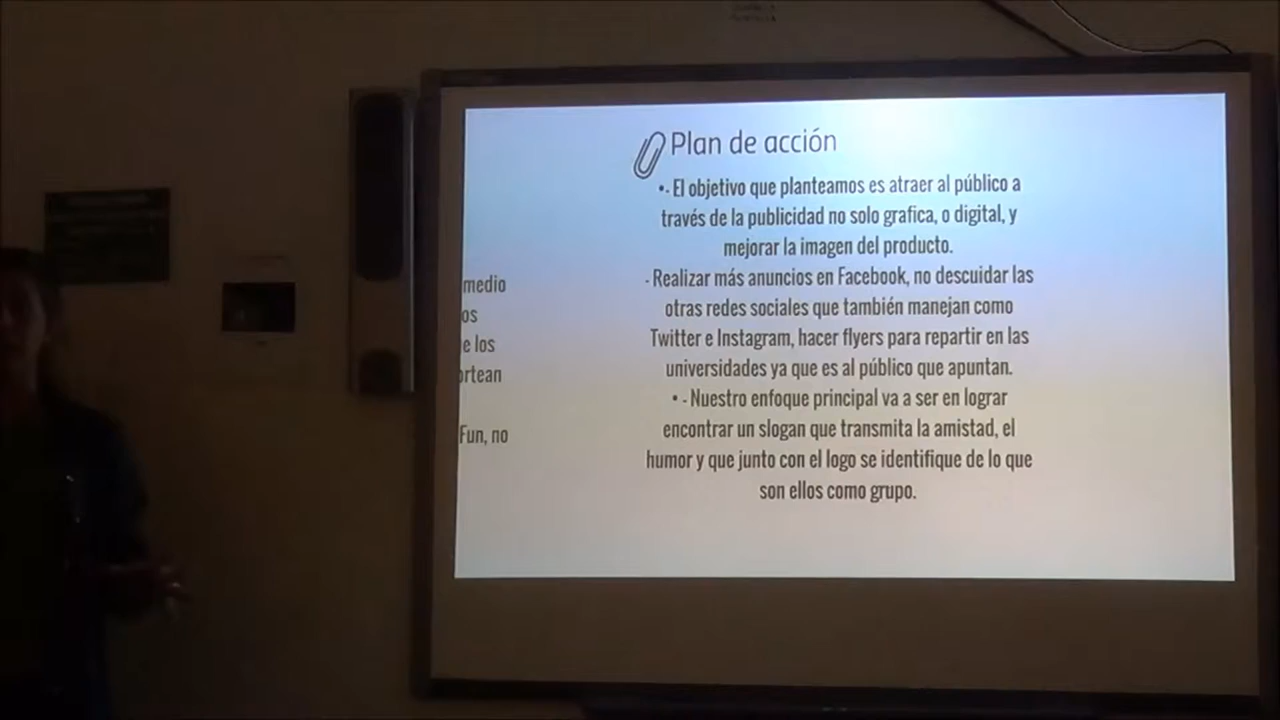 Plan de acción
•- El objetivo que planteamos es atraer al público a
través de la publicidad no solo grafica, o digital, y
mejorar la imagen del producto.
- Realizar más anuncios en Facebook, no descuidar las
otras redes sociales que también manejan como
Twitter e Instagram, hacer flyers para repartir en las
universidades ya que es al público que apuntan.
• - Nuestro enfoque principal va a ser en lograr
encontrar un slogan que transmita la amistad, el
humor y que junto con el logo se identifique de lo que
son ellos como grupo.
medio
os
e los
ortean
Fun, no